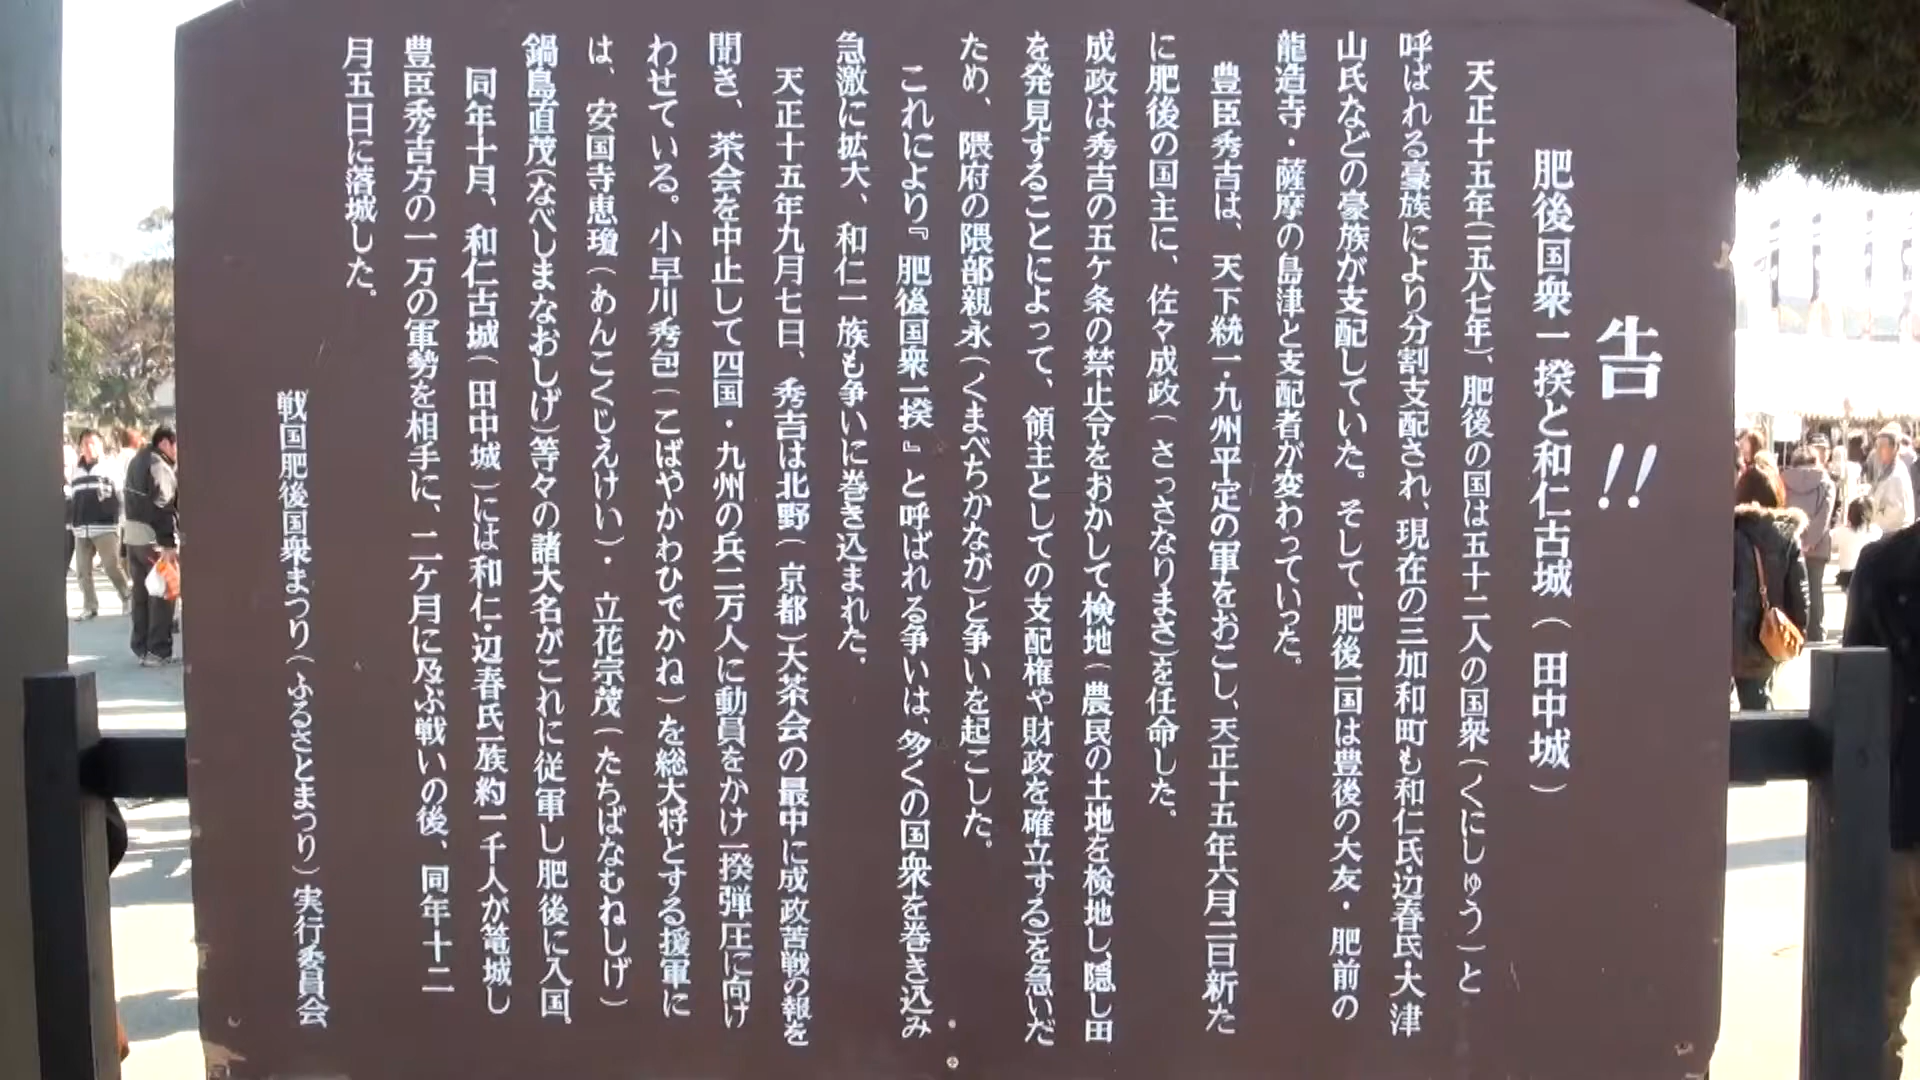 告!!
肥後国衆一揆と和仁古城(田中城)
天正十五年(一五八七年)、肥後の国は五十二人の国衆(くにしゅう)と
呼ばれる豪族により分割支配され、現在の三加和町も和仁氏・辺春氏・大津
山氏などの豪族が支配していた。そして、肥後一国は豊後の大友・肥前の
龍造寺・薩摩の島津と支配者が変わっていった。
豊臣秀吉は、天下統一・九州平定の軍をおこし、天正十五年六月二日新た
に肥後の国主に、佐々成政(さっさなりまさ)を任命した。
成政は秀吉の五ケ条の禁止令をおかして検地(農民の土地を検地し、隠し田
を発見することによって、領主としての支配権や財政を確立する)を急いだ
ため、隈府の隈部親永(くまべちかなが)と争いを起こした。
これにより『肥後国衆一揆』と呼ばれる争いは、多くの国衆を巻き込み
急激に拡大、和仁一族も争いに巻き込まれた。
天正十五年九月七日、秀吉は北野(京都)大茶会の最中に成政苦戦の報を
聞き、茶会を中止して四国・九州の兵二万人に動員をかけ一揆弾圧に向け
わせている。小早川秀包(こばやかわひでかね)を総大将とする援軍に
は、安国寺恵瓊(あんこくじえけい)・立花宗茂(たちばなむねしげ)
鍋島直茂(なべしまなおしげ)等々の諸大名がこれに従軍し肥後に入国。
同年十月、和仁古城(田中城)には和仁・辺春氏一族約一千人が篭城し
豊臣秀吉方の一万の軍勢を相手に、二ケ月に及ぶ戦いの後、同年十二
月五日に落城した。
戦国肥後国衆まつり(ふるさとまつり)実行委員会